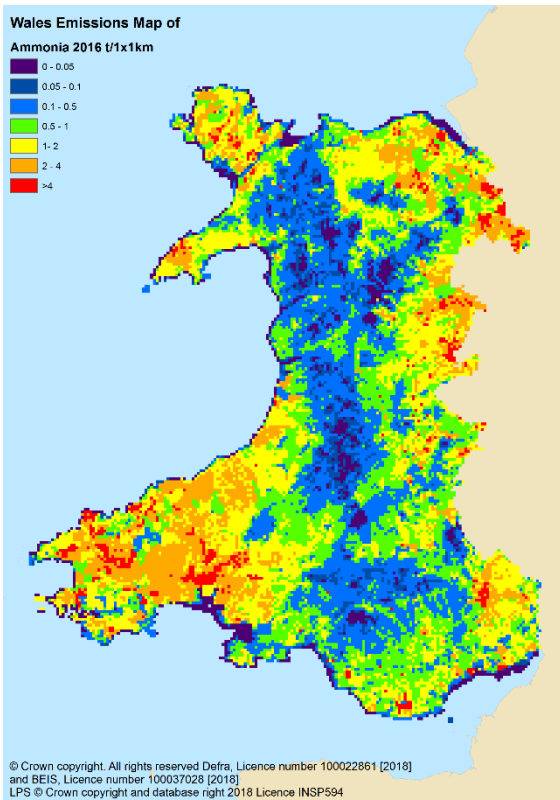 Wales Emissions Map of
Ammonia 2016 t/1x1km
0 - 0.05
0.05 - 0.1
0.1 - 0.5
0.5 - 1
1- 2
2 - 4
>4
© Crown copyright. All rights reserved Defra, Licence number 100022861 [2018]
and BEIS, Licence number 100037028 [2018]
LPS © Crown copyright and database right 2018 Licence INSP594